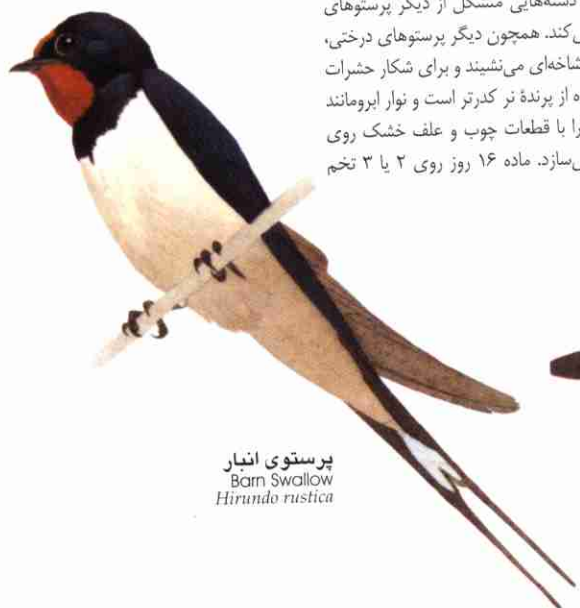 دسته‌هایی متشکل از دیگر پرستوهای
می‌کند. همچون دیگر پرستوهای درختی،
شاخه‌ای می‌نشیند و برای شکار حشرات
از پرندهٔ نر کدرتر است و نوار ابرومانند
را با قطعات چوب و علف خشک روی
می‌سازد. ماده ۱۶ روز روی ۲ یا ۳ تخم
پرستوی انبار
Barn Swallow
Hirundo rustica